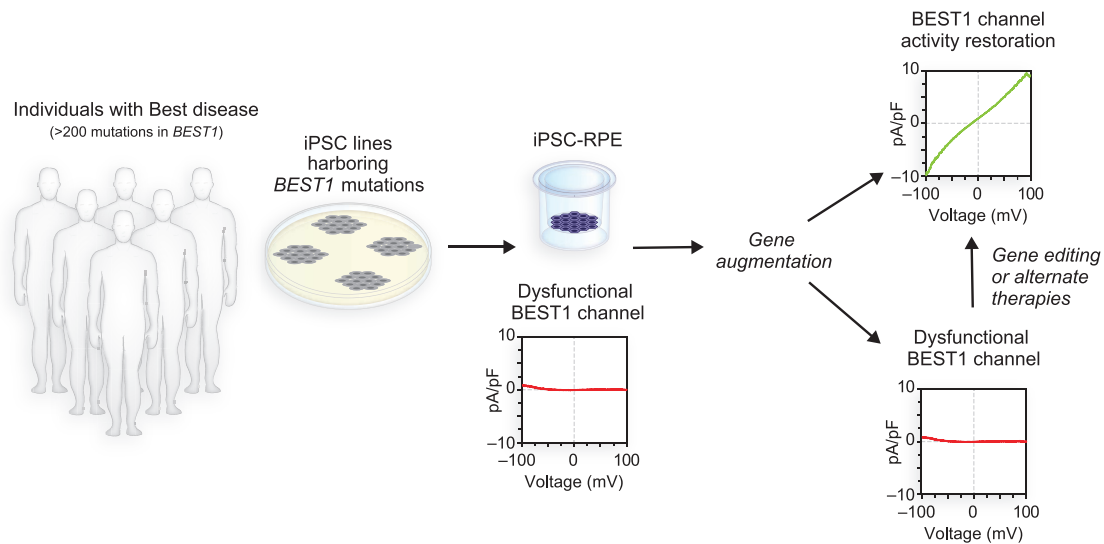 Individuals with Best disease
(>200 mutations in BEST1)
iPSC lines
harboring
BEST1 mutations
iPSC-RPE
Dysfunctional
BEST1 channel
10
0
–10
pA/pF
–100
0
100
Voltage (mV)
Gene
augmentation
BEST1 channel
activity restoration
10
0
–10
pA/pF
–100
0
100
Voltage (mV)
Gene editing
or alternate
therapies
Dysfunctional
BEST1 channel
10
0
–10
pA/pF
–100
0
100
Voltage (mV)